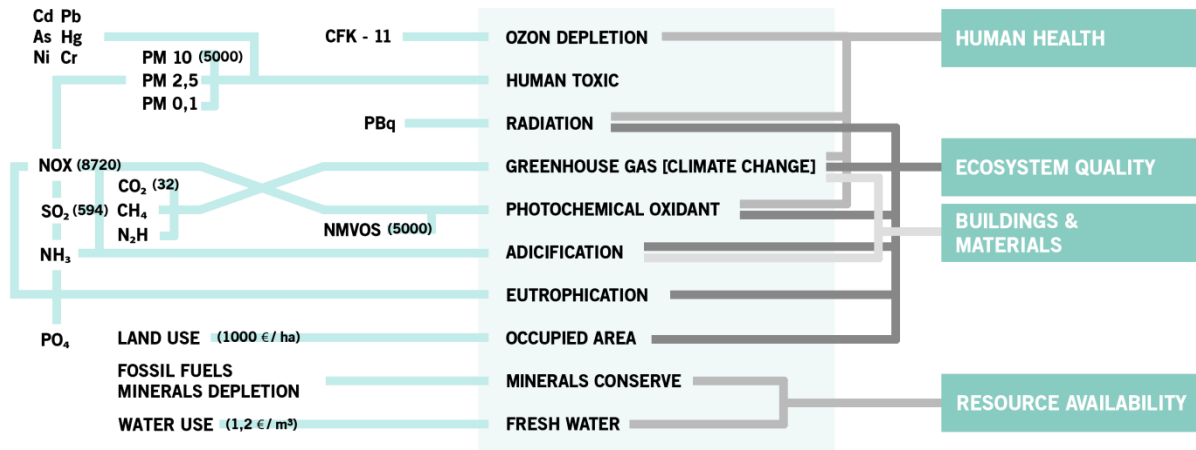 Cd Pb
As Hg
Ni Cr
PM 10 (5000)
PM 2,5
PM 0,1
NOX (8720)
CO₂ (32)
SO₂ (594)
CH₄
N₂H
NH₃
PO₄
CFK - 11
PBq
NMVOS (5000)
LAND USE (1000 €/ ha)
FOSSIL FUELS
MINERALS DEPLETION
WATER USE (1,2 €/ m³)
OZON DEPLETION
HUMAN TOXIC
RADIATION
GREENHOUSE GAS [CLIMATE CHANGE]
PHOTOCHEMICAL OXIDANT
ADICIFICATION
EUTROPHICATION
OCCUPIED AREA
MINERALS CONSERVE
FRESH WATER
HUMAN HEALTH
ECOSYSTEM QUALITY
BUILDINGS &
MATERIALS
RESOURCE AVAILABILITY